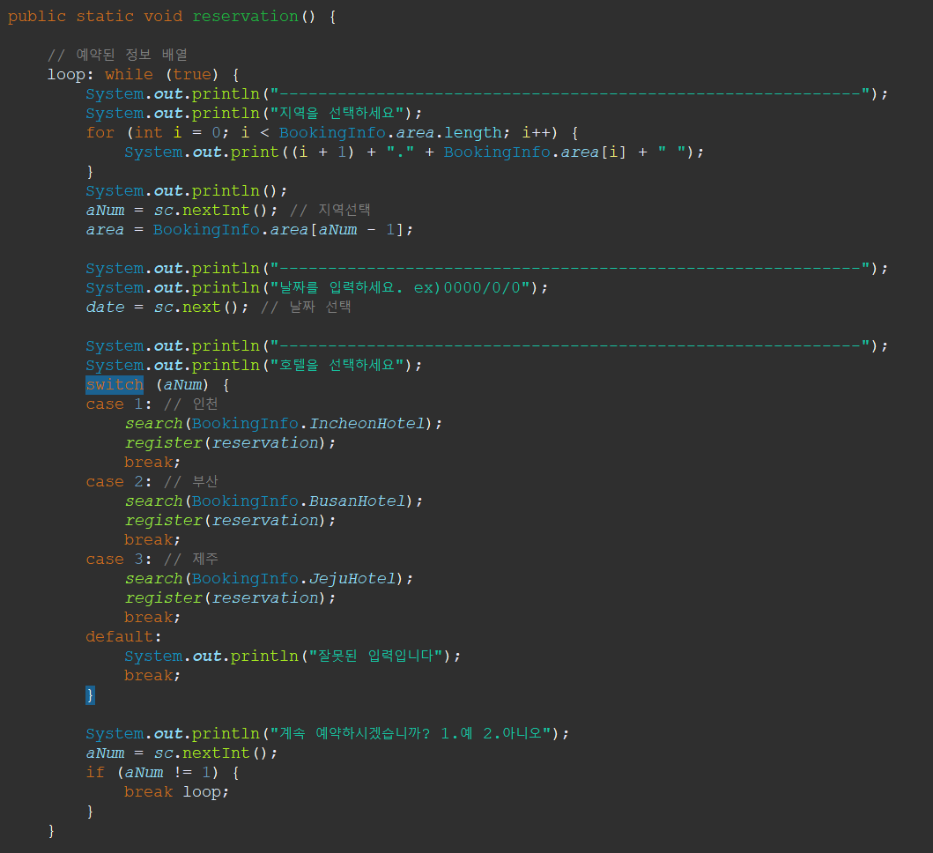 public static void reservation() {
// 예약된 정보 배열
loop: while (true) {
System.out.println("------------------------------------------------------------");
System.out.println("지역을 선택하세요");
for (int i = 0; i < BookingInfo.area.length; i++) {
System.out.print((i + 1) + "." + BookingInfo.area[i] + " ");
}
System.out.println();
aNum = sc.nextInt(); // 지역선택
area = BookingInfo.area[aNum - 1];
System.out.println("------------------------------------------------------------");
System.out.println("날짜를 입력하세요. ex)0000/0/0");
date = sc.next(); // 날짜 선택
System.out.println("------------------------------------------------------------");
System.out.println("호텔을 선택하세요");
switch (aNum) {
case 1: // 인천
search(BookingInfo.IncheonHotel);
register(reservation);
break;
case 2: // 부산
search(BookingInfo.BusanHotel);
register(reservation);
break;
case 3: // 제주
search(BookingInfo.JejuHotel);
register(reservation);
break;
default:
System.out.println("잘못된 입력입니다");
break;
}
System.out.println("계속 예약하시겠습니까? 1.예 2.아니오");
aNum = sc.nextInt();
if (aNum != 1) {
break loop;
}
}